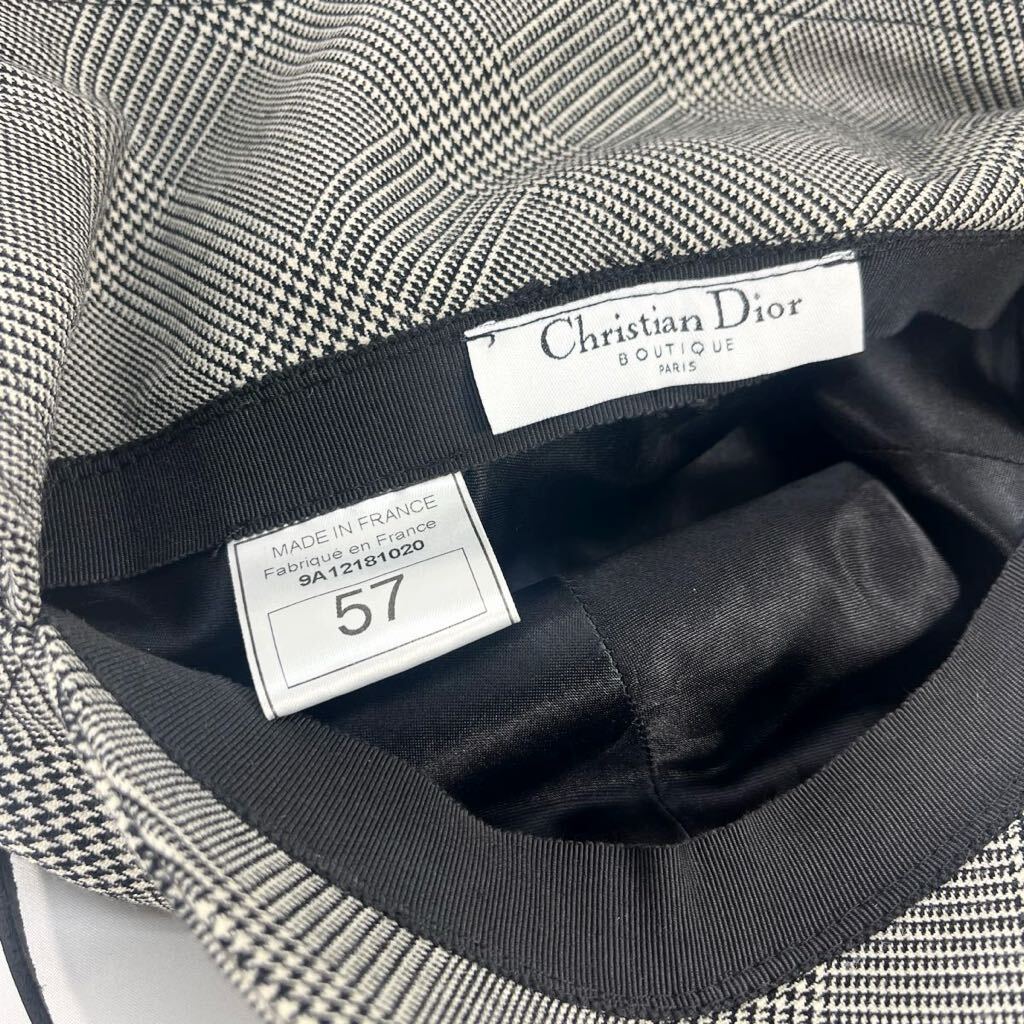 Christian Dior
BOUTIQUE
PARIS
MADE IN FRANCE
Fabriqué en France
9A12181020
57